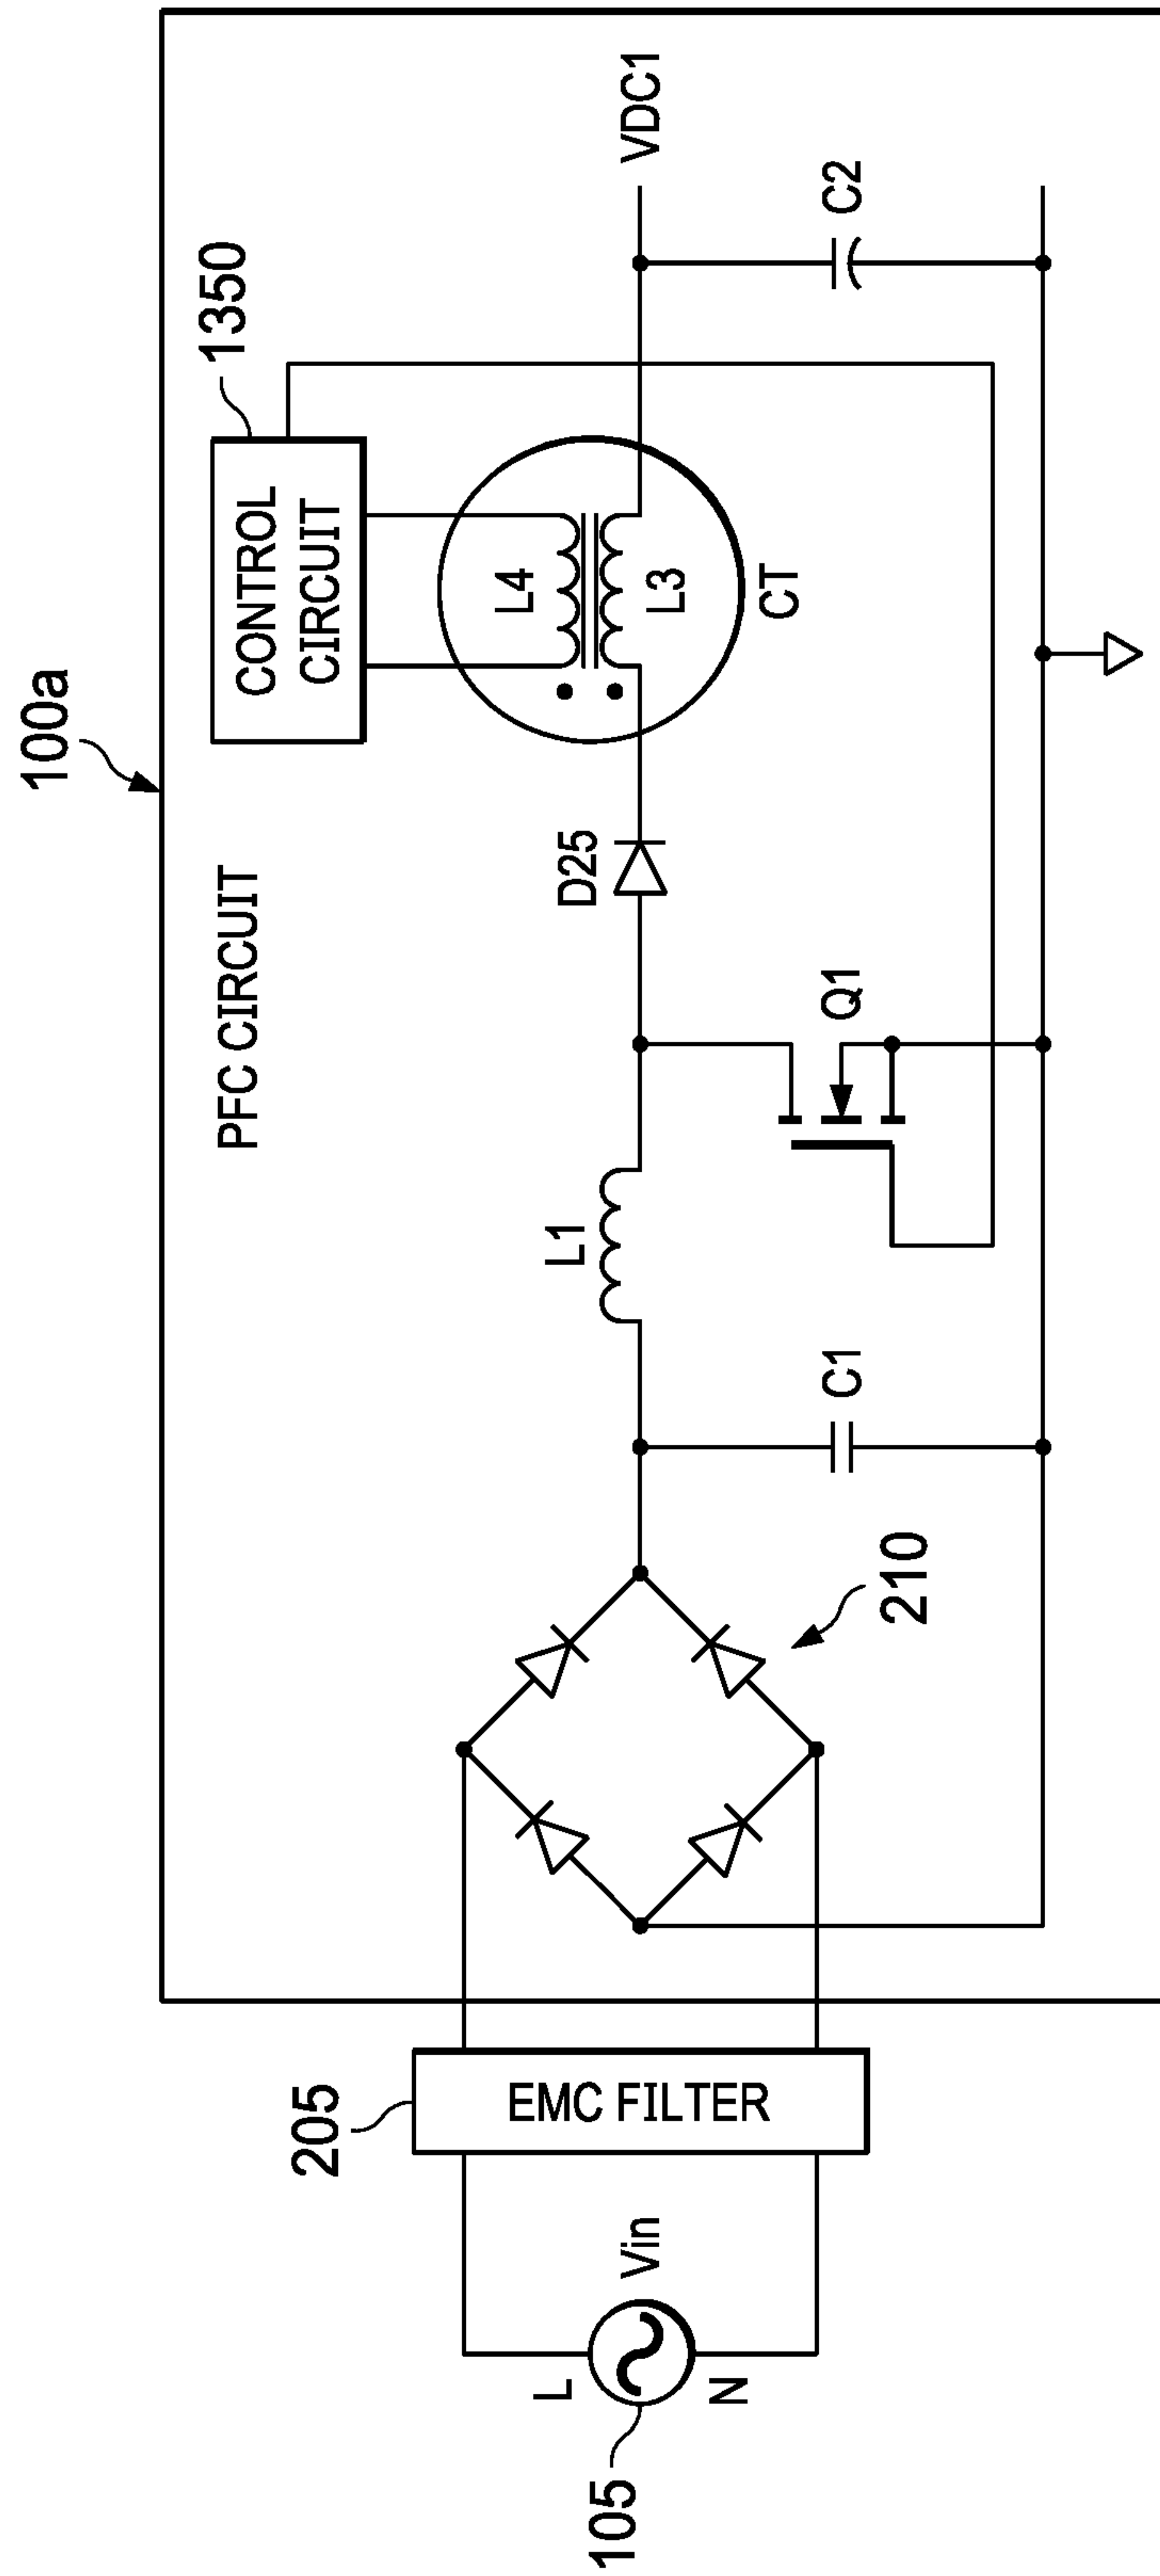 100a
PFC CIRCUIT
CONTROL
CIRCUIT
1350
L4
L3
CT
VDC1
D25
L1
Q1
C1
C2
210
205
EMC FILTER
L
Vin
N
105